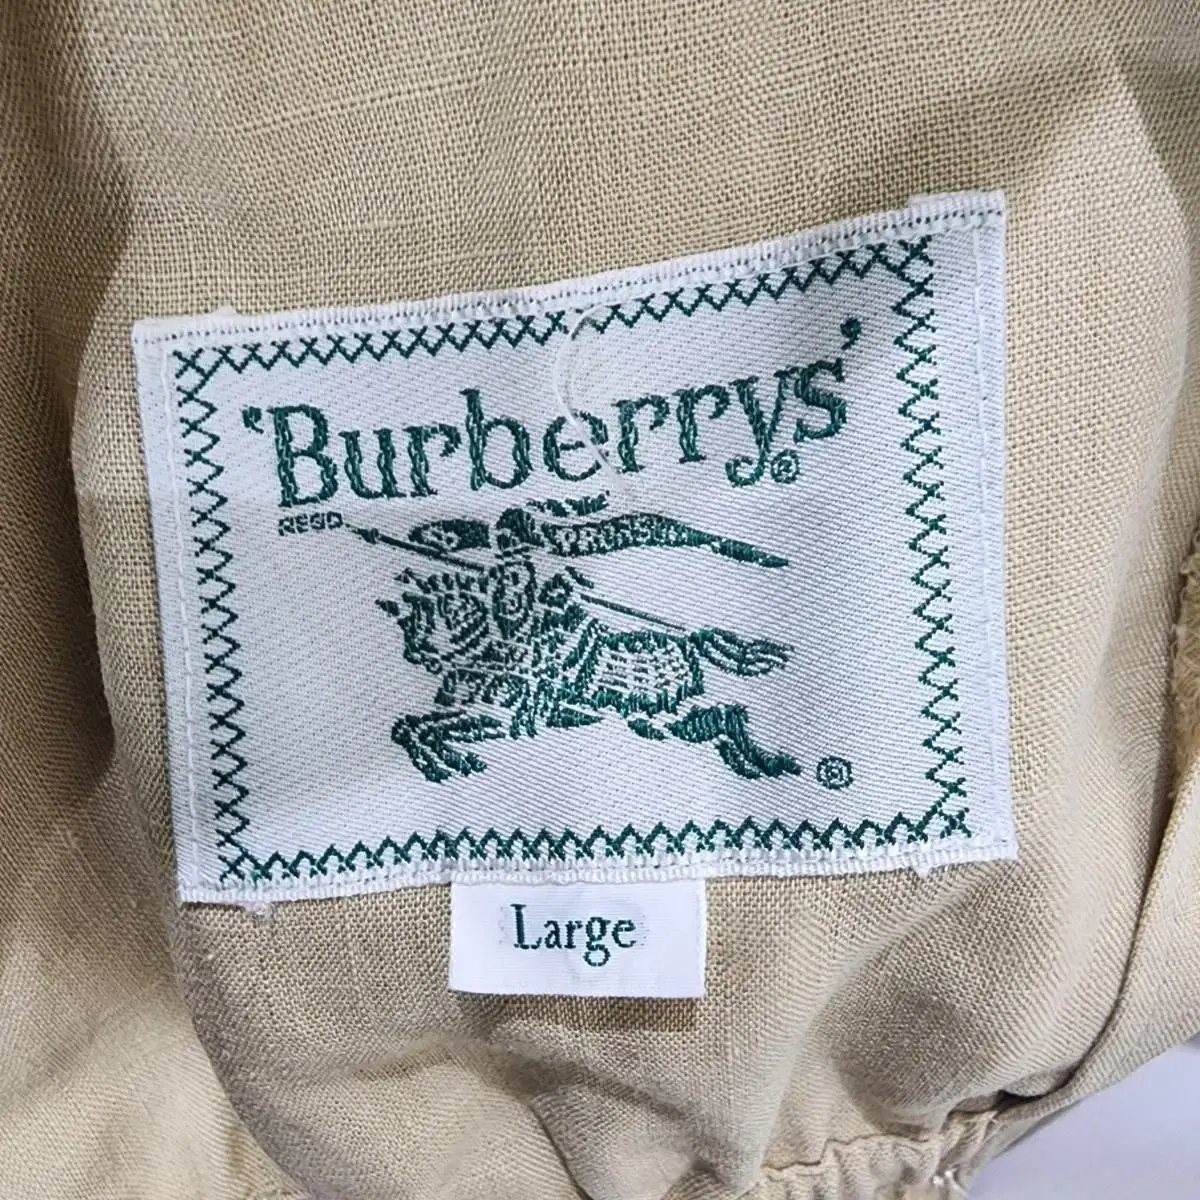 'Burberrys'®
REGD
PRORSUM
®
Large